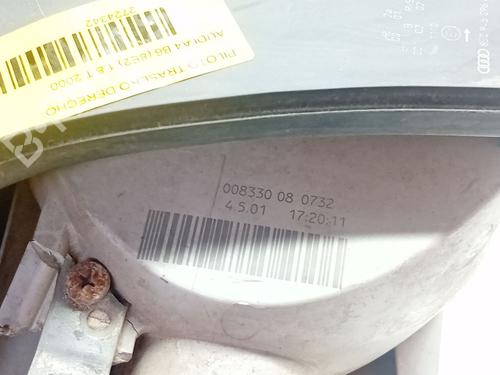 PILOTO TRASERO DERECHO
AUDI A4 B6 (8E2) 1.8 T 2000
3724342
008330 08 0732
4.5.01 17:20:11